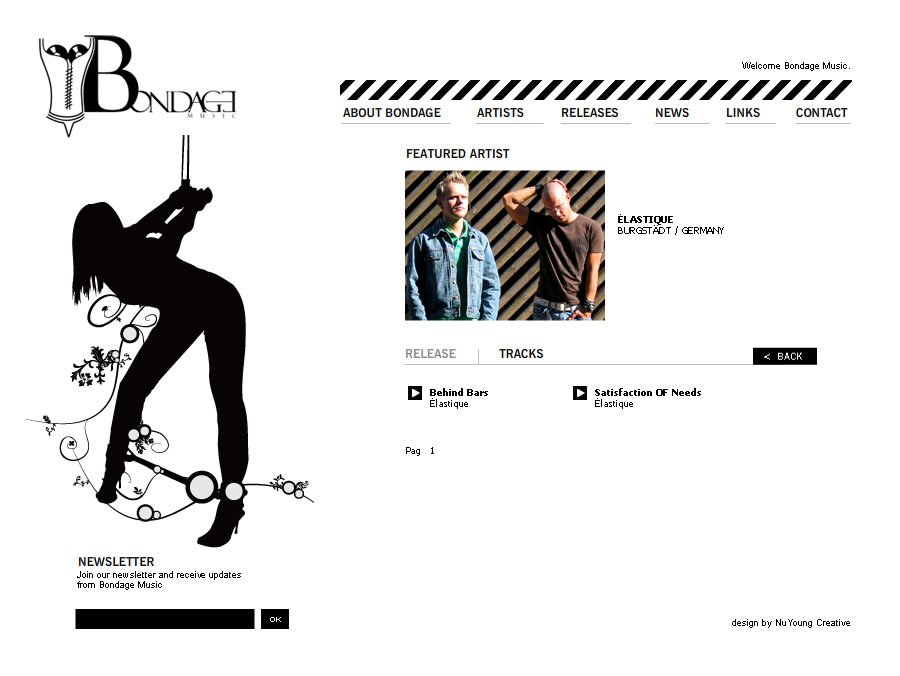 BONDAGE
MUSIC
Welcome Bondage Music.
ABOUT BONDAGE ARTISTS RELEASES NEWS LINKS CONTACT
FEATURED ARTIST
ÉLASTIQUE
BURGSTÄDT / GERMANY
RELEASE TRACKS < BACK
Behind Bars Satisfaction OF Needs
Élastique Élastique
Pag 1
NEWSLETTER
Join our newsletter and receive updates
from Bondage Music
OK
design by NuYoung Creative